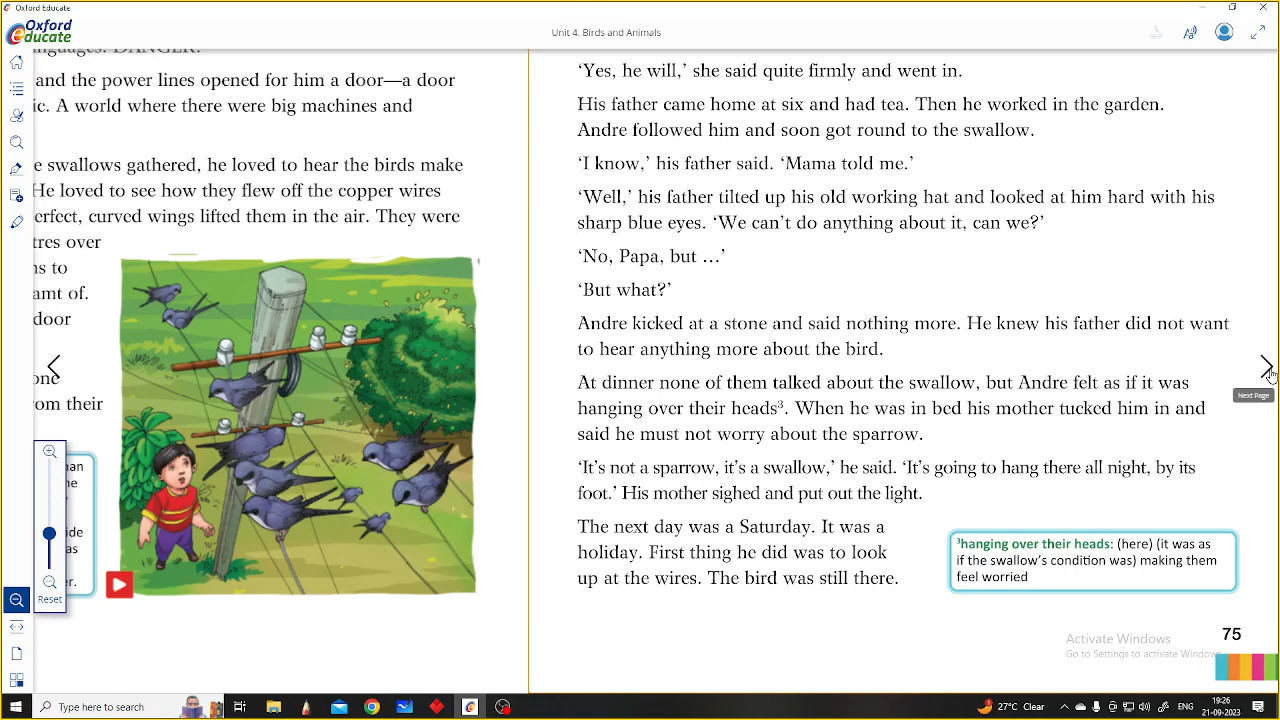 Oxford Educate
Oxford
educate
Unit 4. Birds and Animals
nguages. DANGER!
and the power lines opened for him a door—a door
ic. A world where there were big machines and
e swallows gathered, he loved to hear the birds make
He loved to see how they flew off the copper wires
erfect, curved wings lifted them in the air. They were
tres over
ns to
amt of.
door
one
om their
nan
ne
ide
as
er.
Reset
‘Yes, he will,’ she said quite firmly and went in.
His father came home at six and had tea. Then he worked in the garden.
Andre followed him and soon got round to the swallow.
‘I know,’ his father said. ‘Mama told me.’
‘Well,’ his father tilted up his old working hat and looked at him hard with his
sharp blue eyes. ‘We can’t do anything about it, can we?’
‘No, Papa, but …’
‘But what?’
Andre kicked at a stone and said nothing more. He knew his father did not want
to hear anything more about the bird.
At dinner none of them talked about the swallow, but Andre felt as if it was
hanging over their heads³. When he was in bed his mother tucked him in and
said he must not worry about the sparrow.
‘It’s not a sparrow, it’s a swallow,’ he said. ‘It’s going to hang there all night, by its
foot.’ His mother sighed and put out the light.
The next day was a Saturday. It was a
holiday. First thing he did was to look
up at the wires. The bird was still there.
³hanging over their heads: (here) (it was as
if the swallow’s condition was) making them
feel worried
Next Page
75
Activate Windows
Go to Settings to activate Windows.
Type here to search
27°C Clear
ENG
19:26
21-09-2023